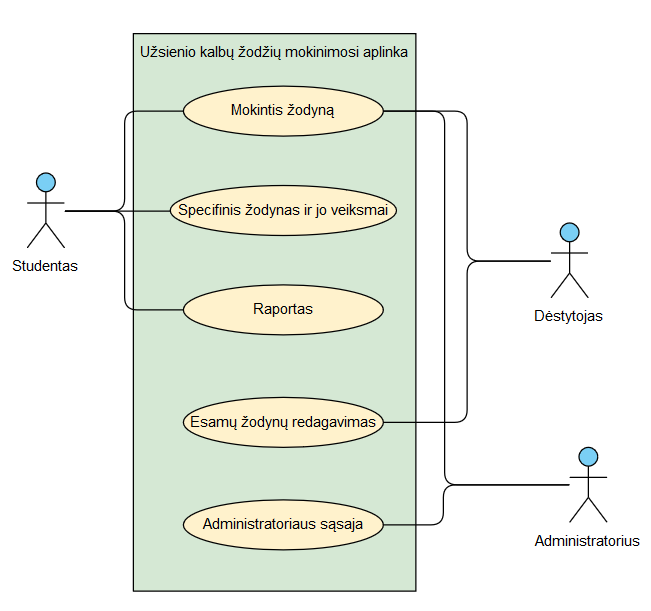 Užsienio kalbų žodžių mokinimosi aplinka
Mokintis žodyną
Specifinis žodynas ir jo veiksmai
Studentas
Raportas
Dėstytojas
Esamų žodynų redagavimas
Administratoriaus sąsaja
Administratorius